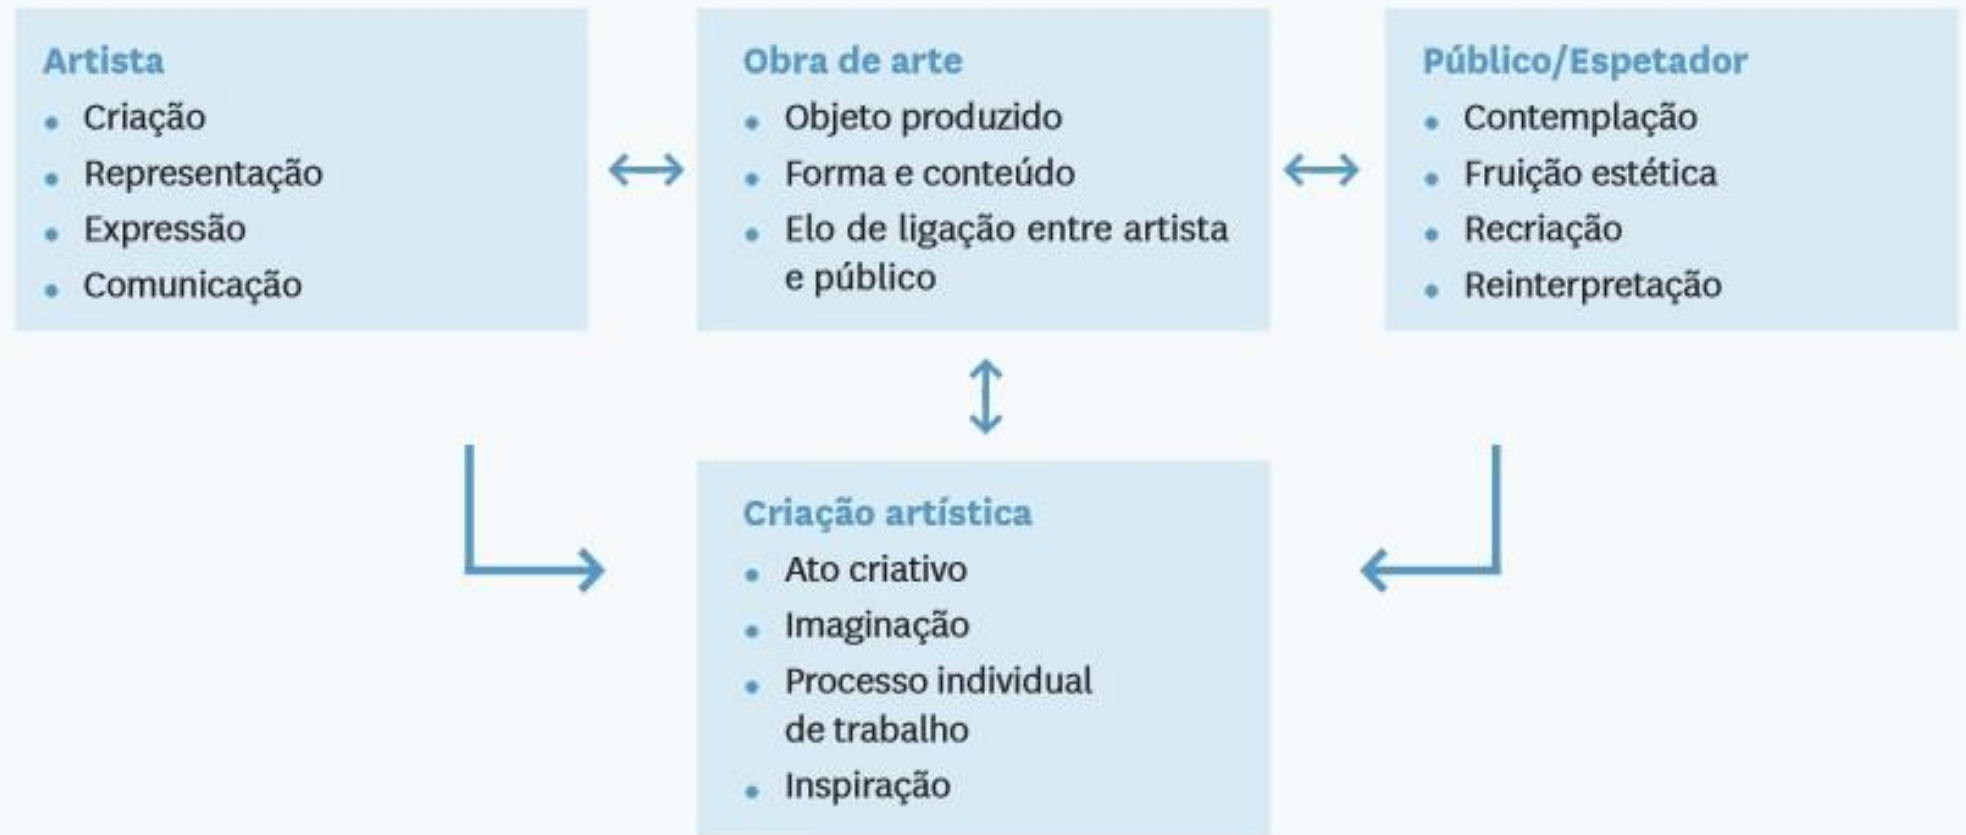 Artista
• Criação
• Representação
• Expressão
• Comunicação
Obra de arte
• Objeto produzido
• Forma e conteúdo
• Elo de ligação entre artista
e público
Público/Espetador
• Contemplação
• Fruição estética
• Recriação
• Reinterpretação
Criação artística
• Ato criativo
• Imaginação
• Processo individual
de trabalho
• Inspiração